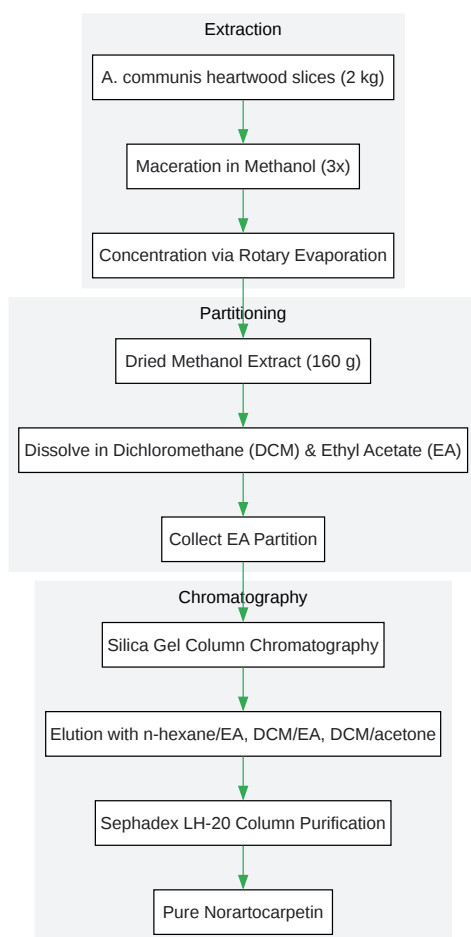 Extraction
A. communis heartwood slices (2 kg)
Maceration in Methanol (3x)
Concentration via Rotary Evaporation
Partitioning
Dried Methanol Extract (160 g)
Dissolve in Dichloromethane (DCM) & Ethyl Acetate (EA)
Collect EA Partition
Chromatography
Silica Gel Column Chromatography
Elution with n-hexane/EA, DCM/EA, DCM/acetone
Sephadex LH-20 Column Purification
Pure Norartocarpetin